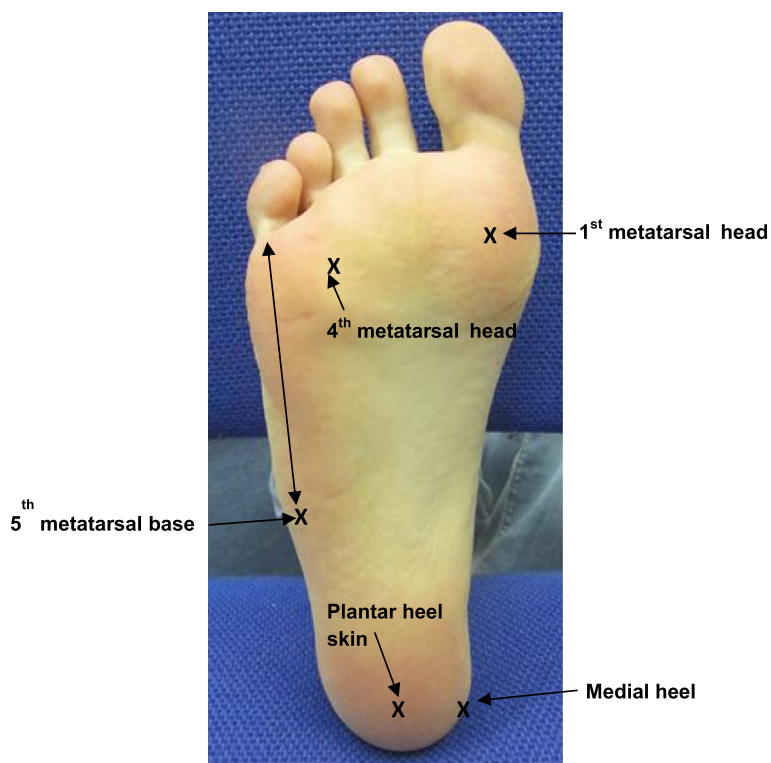 1st metatarsal head
X
X
4th metatarsal head
5th metatarsal base
X
Plantar heel
skin
X
X
Medial heel